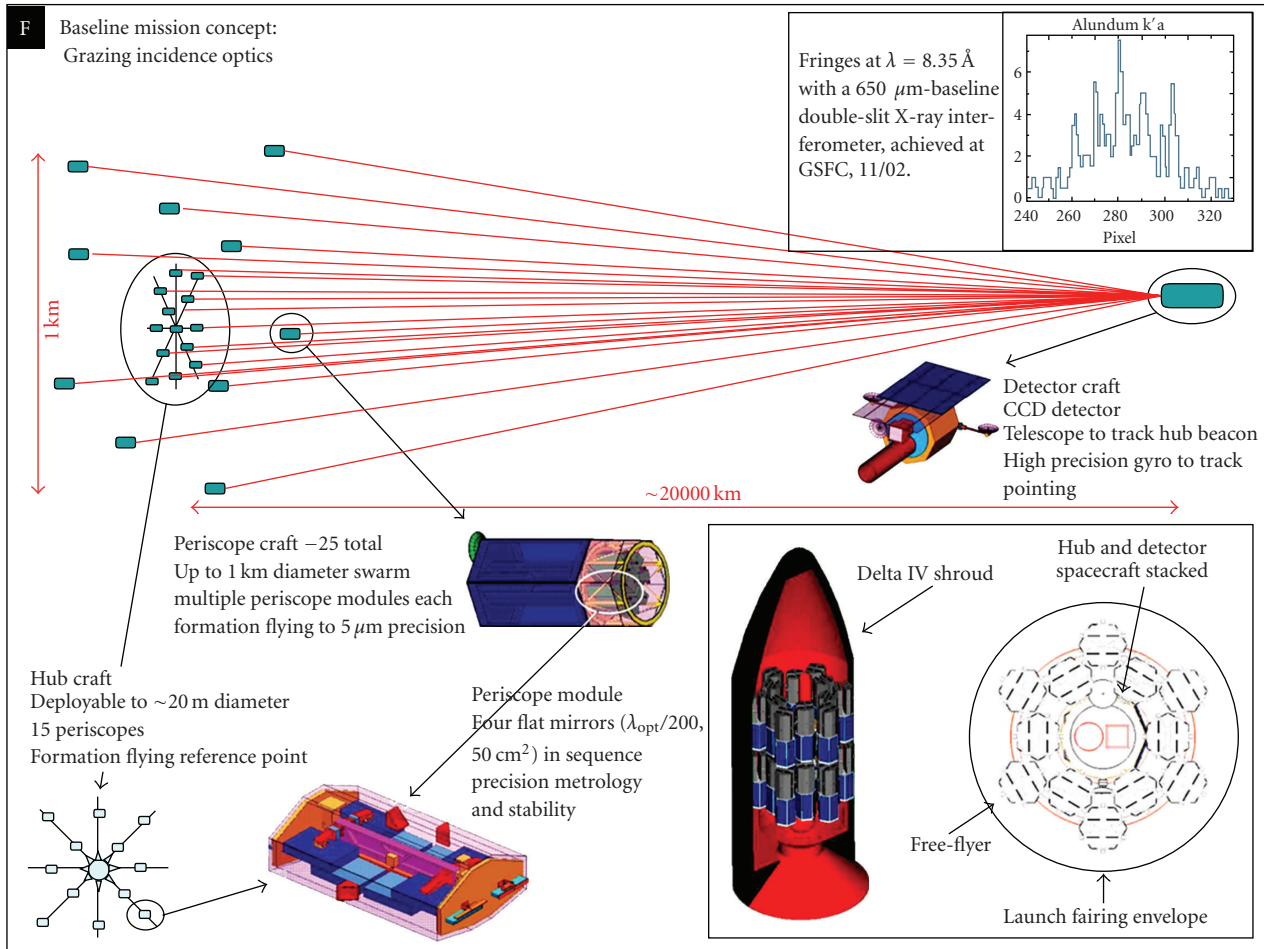 F
Baseline mission concept:
Grazing incidence optics
Fringes at λ = 8.35 Å
with a 650 μm-baseline
double-slit X-ray inter-
ferometer, achieved at
GSFC, 11/02.
Alundum k′a
6
4
2
0
240 260 280 300 320
Pixel
1 km
~20000 km
Detector craft
CCD detector
Telescope to track hub beacon
High precision gyro to track
pointing
Periscope craft −25 total
Up to 1 km diameter swarm
multiple periscope modules each
formation flying to 5 μm precision
Hub craft
Deployable to ~20 m diameter
15 periscopes
Formation flying reference point
Periscope module
Four flat mirrors (λopt/200,
50 cm²) in sequence
precision metrology
and stability
Delta IV shroud
Hub and detector
spacecraft stacked
Free-flyer
Launch fairing envelope